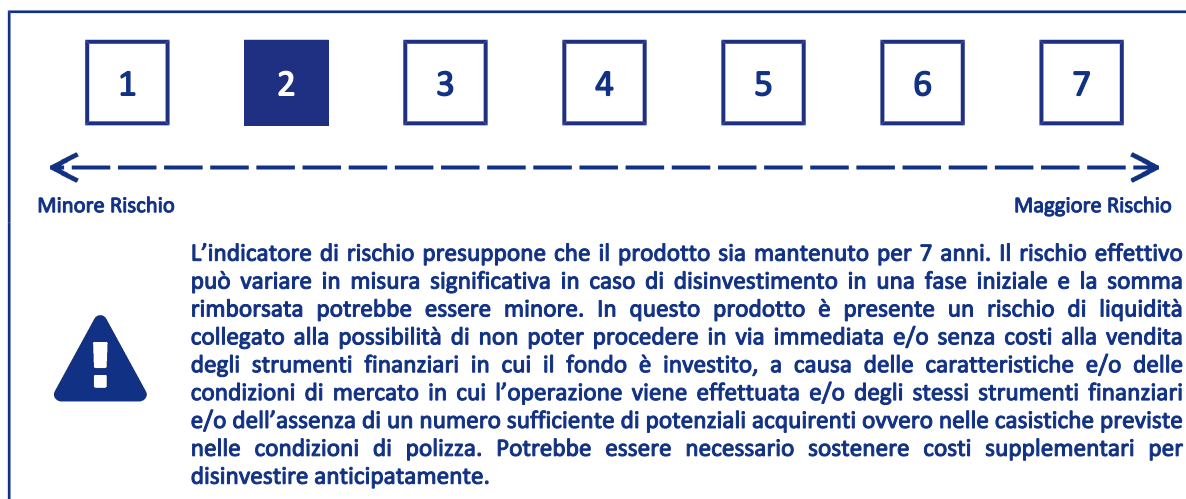 1 2 3 4 5 6 7
Minore Rischio Maggiore Rischio
L’indicatore di rischio presuppone che il prodotto sia mantenuto per 7 anni. Il rischio effettivo
può variare in misura significativa in caso di disinvestimento in una fase iniziale e la somma
rimborsata potrebbe essere minore. In questo prodotto è presente un rischio di liquidità
collegato alla possibilità di non poter procedere in via immediata e/o senza costi alla vendita
degli strumenti finanziari in cui il fondo è investito, a causa delle caratteristiche e/o delle
condizioni di mercato in cui l’operazione viene effettuata e/o degli stessi strumenti finanziari
e/o dell’assenza di un numero sufficiente di potenziali acquirenti ovvero nelle casistiche previste
nelle condizioni di polizza. Potrebbe essere necessario sostenere costi supplementari per
disinvestire anticipatamente.